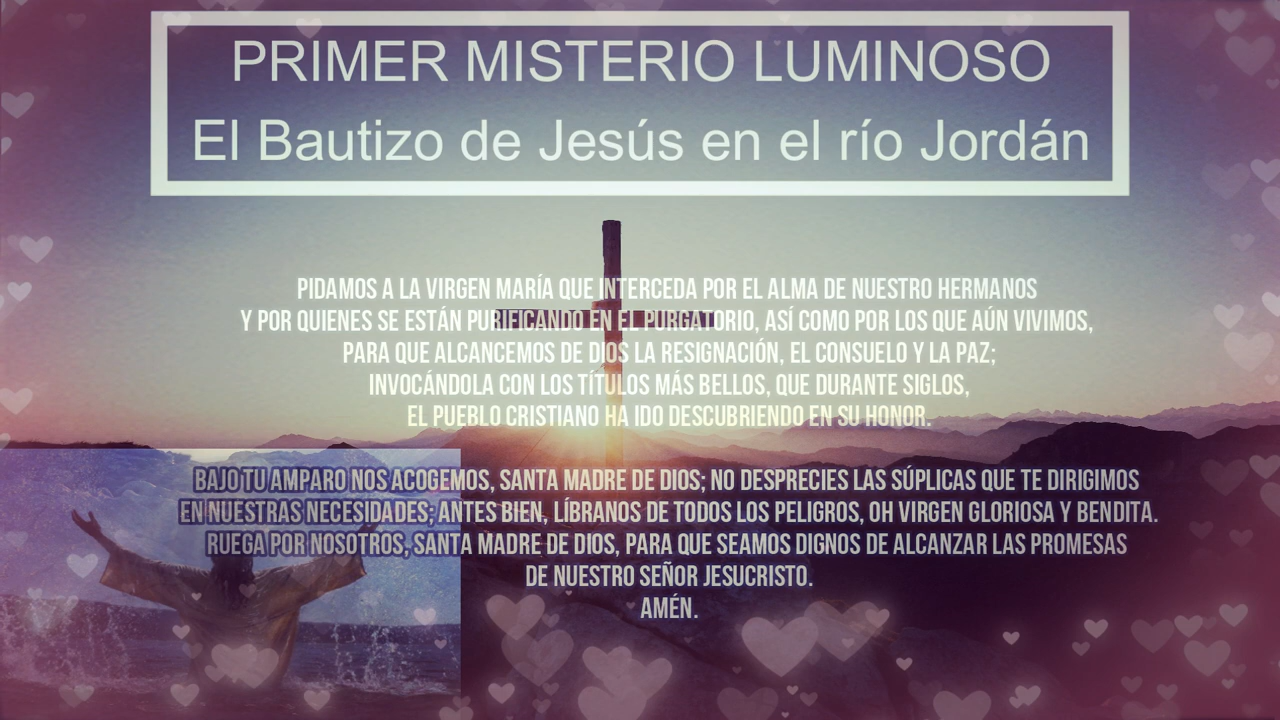 PRIMER MISTERIO LUMINOSO
El Bautizo de Jesús en el río Jordán
PIDAMOS A LA VIRGEN MARÍA QUE INTERCEDA POR EL ALMA DE NUESTRO HERMANOS
Y POR QUIENES SE ESTÁN PURIFICANDO EN EL PURGATORIO, ASÍ COMO POR LOS QUE AÚN VIVIMOS,
PARA QUE ALCANCEMOS DE DIOS LA RESIGNACIÓN, EL CONSUELO Y LA PAZ;
INVOCÁNDOLA CON LOS TÍTULOS MÁS BELLOS, QUE DURANTE SIGLOS,
EL PUEBLO CRISTIANO HA IDO DESCUBRIENDO EN SU HONOR.
BAJO TU AMPARO NOS ACOGEMOS, SANTA MADRE DE DIOS; NO DESPRECIES LAS SÚPLICAS QUE TE DIRIGIMOS
EN NUESTRAS NECESIDADES; ANTES BIEN, LÍBRANOS DE TODOS LOS PELIGROS, OH VIRGEN GLORIOSA Y BENDITA.
RUEGA POR NOSOTROS, SANTA MADRE DE DIOS, PARA QUE SEAMOS DIGNOS DE ALCANZAR LAS PROMESAS
DE NUESTRO SEÑOR JESUCRISTO.
AMÉN.